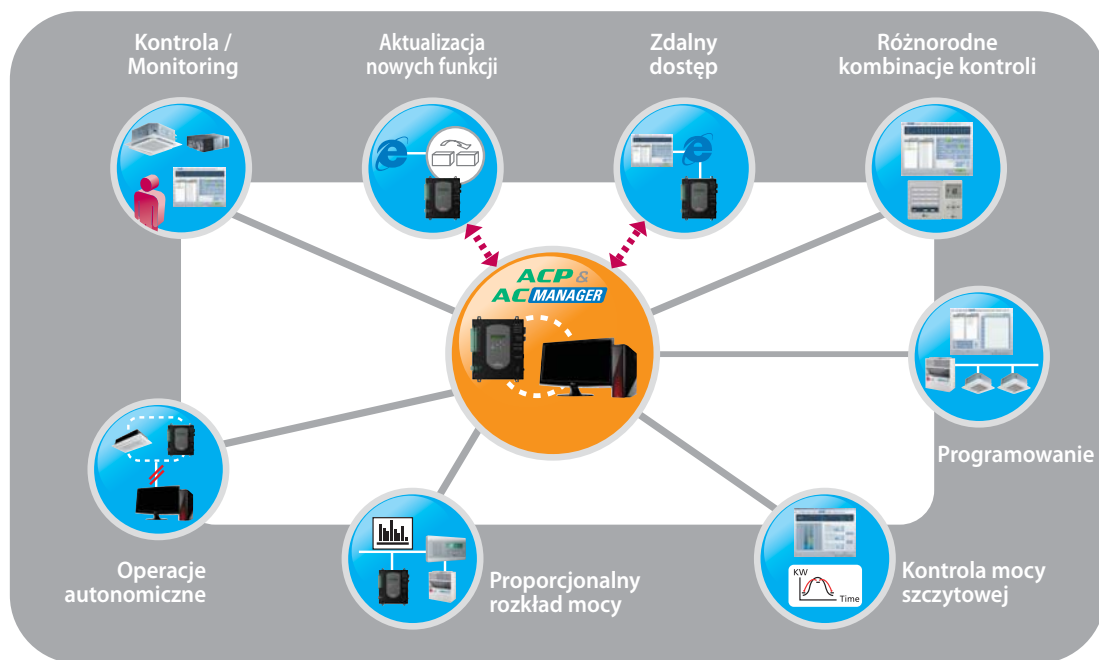 Kontrola /
Monitoring
Aktualizacja
nowych funkcji
Zdalny
dostęp
Różnorodne
kombinacje kontroli
ACP &
AC MANAGER
Programowanie
Operacje
autonomiczne
Proporcjonalny
rozkład mocy
KW
Time
Kontrola mocy
szczytowej